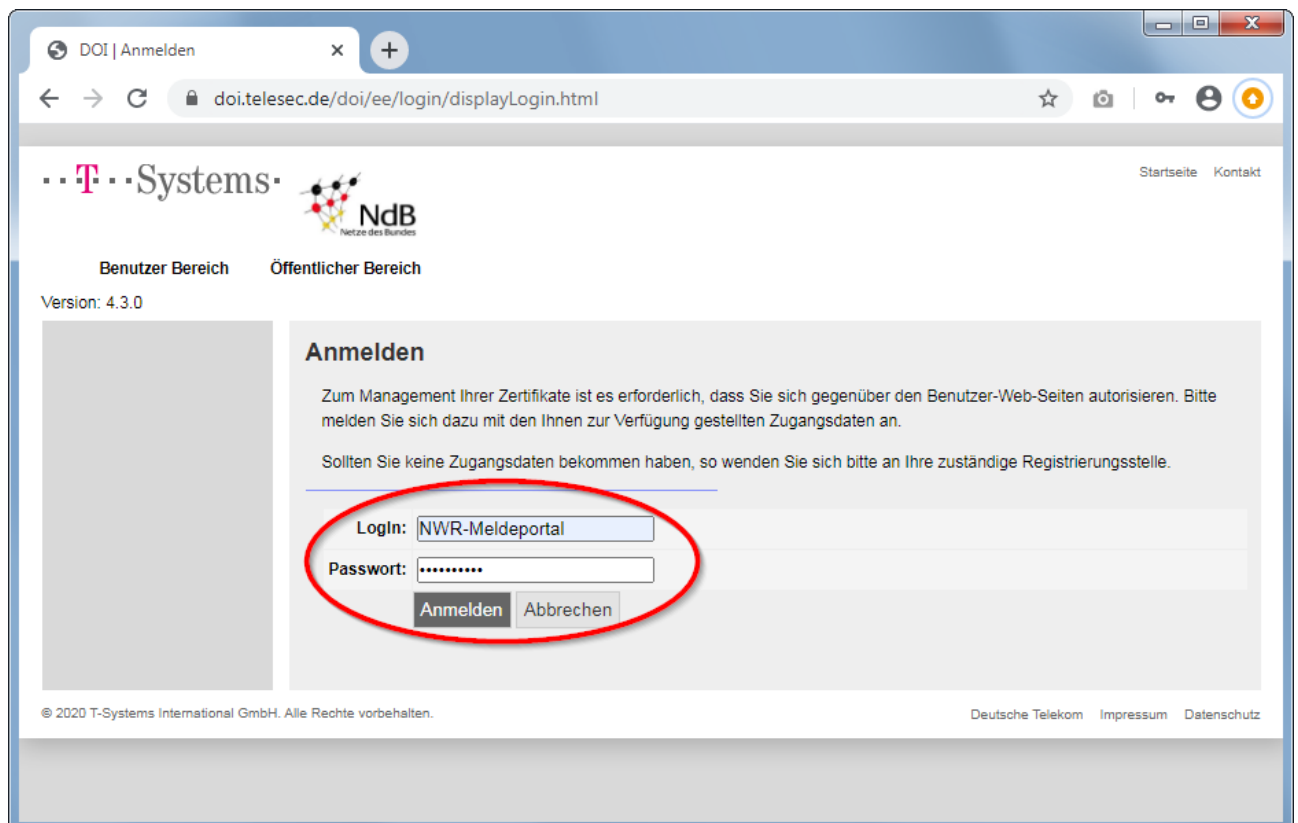 DOI | Anmelden
doi.telesec.de/doi/ee/login/displayLogin.html
··T··Systems·
NdB
Netze des Bundes
Startseite Kontakt
Benutzer Bereich Öffentlicher Bereich
Version: 4.3.0
Anmelden
Zum Management Ihrer Zertifikate ist es erforderlich, dass Sie sich gegenüber den Benutzer-Web-Seiten autorisieren. Bitte
melden Sie sich dazu mit den Ihnen zur Verfügung gestellten Zugangsdaten an.
Sollten Sie keine Zugangsdaten bekommen haben, so wenden Sie sich bitte an Ihre zuständige Registrierungsstelle.
Login: NWR-Meldeportal
Passwort: ••••••••••
Anmelden Abbrechen
© 2020 T-Systems International GmbH. Alle Rechte vorbehalten.
Deutsche Telekom Impressum Datenschutz